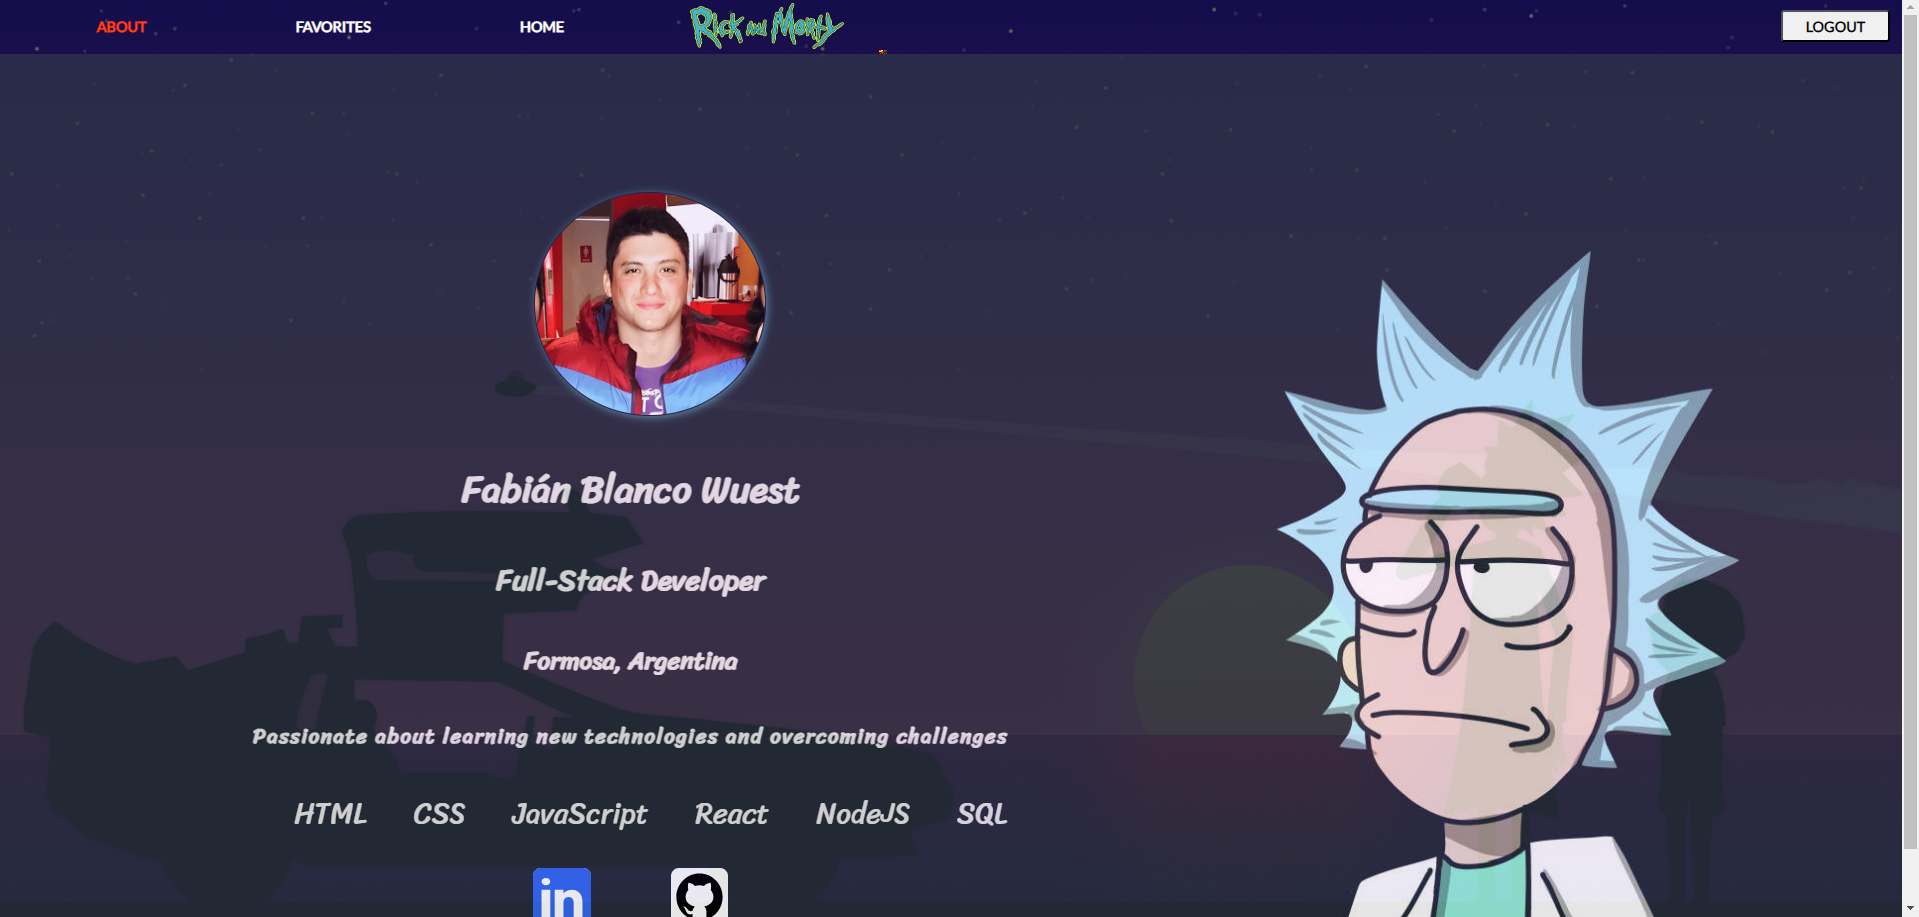 ABOUT FAVORITES HOME Rick and Morty LOGOUT
Fabián Blanco Wuest
Full-Stack Developer
Formosa, Argentina
Passionate about learning new technologies and overcoming challenges
HTML CSS JavaScript React NodeJS SQL
in